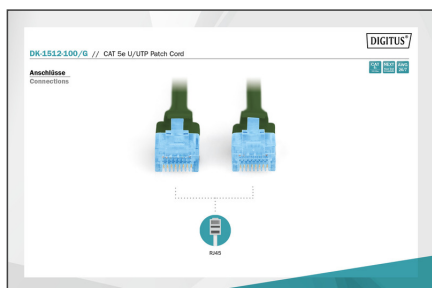 DIGITUS®
DK-1512-100/G // CAT 5e U/UTP Patch Cord
Anschlüsse
Connections
RJ45